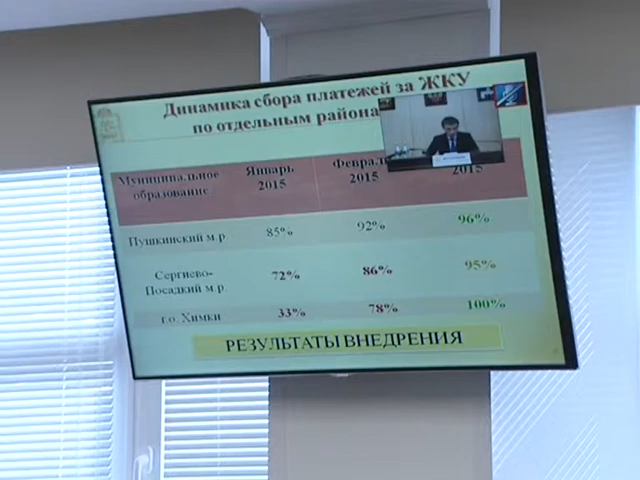 Динамика сбора платежей за ЖКУ
по отдельным района
Муниципальное образование Январь 2015 Феврал 2015 2015
Пушкинский м р 85% 92% 96%
Сергиево-Посадкий м р 72% 86% 95%
г.о. Химки 33% 78% 100%
РЕЗУЛЬТАТЫ ВНЕДРЕНИЯ